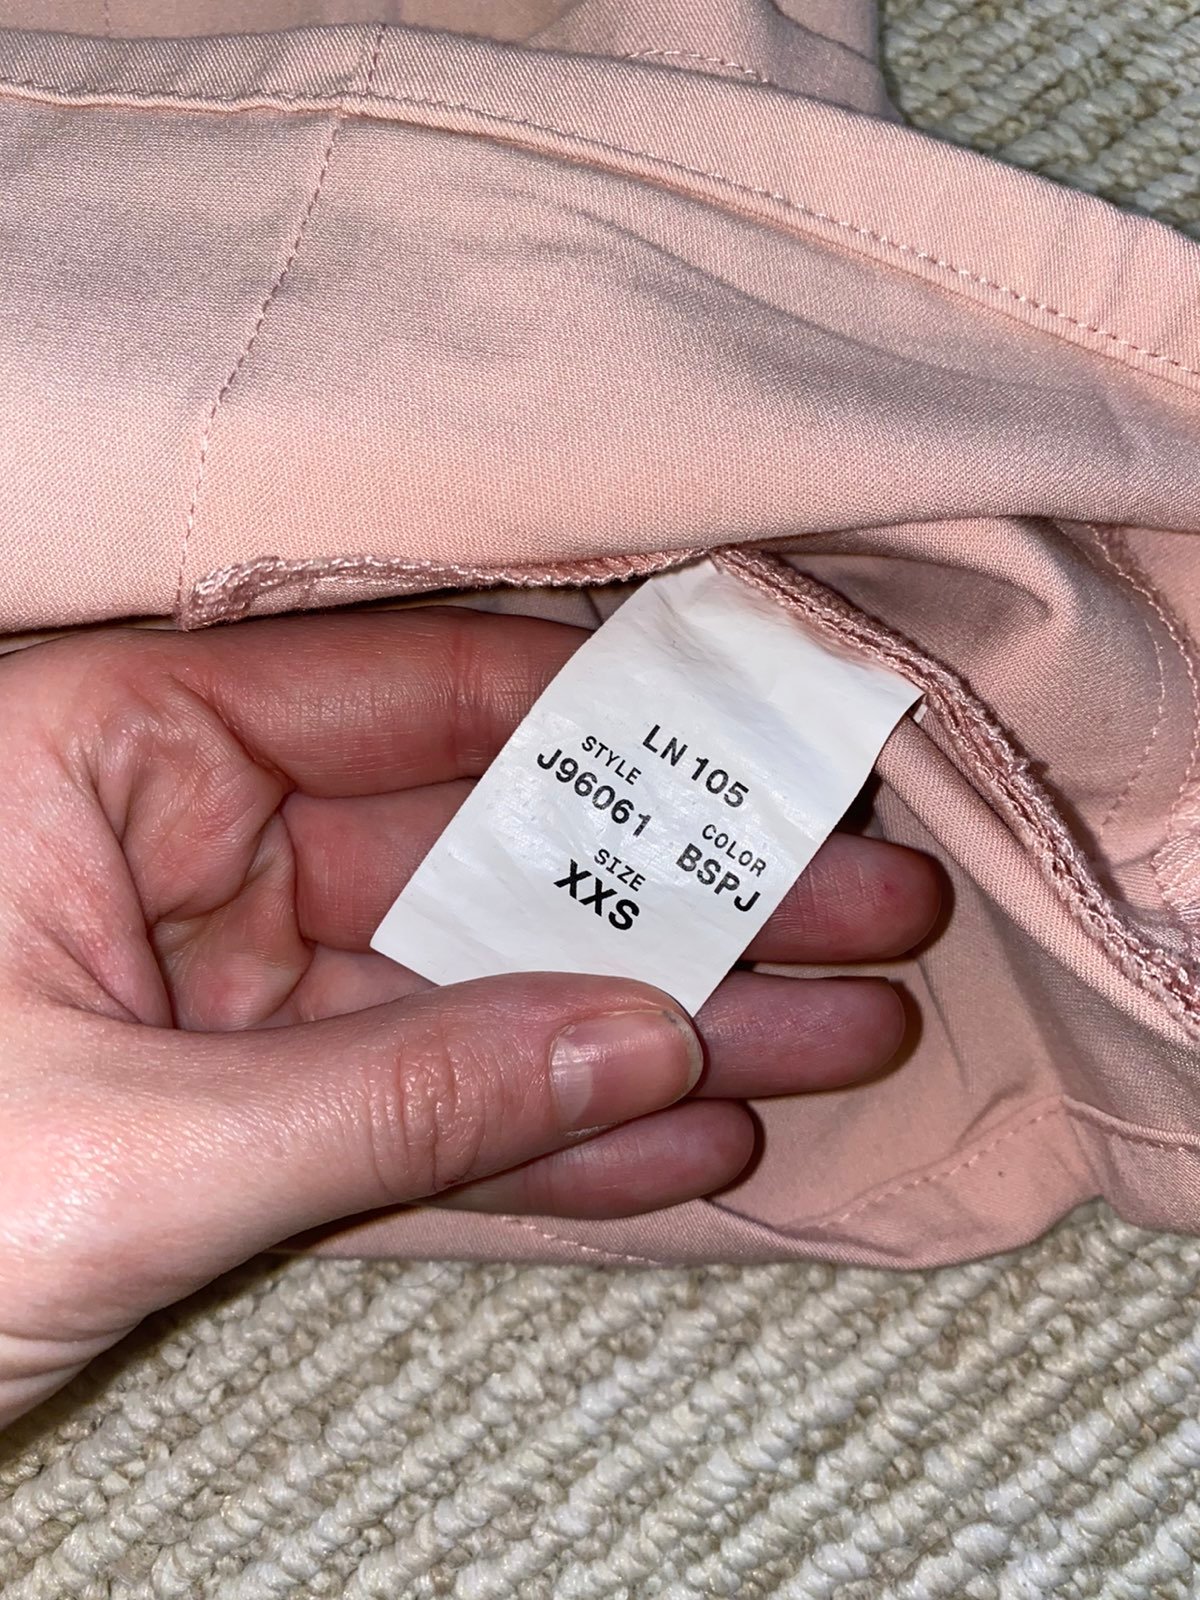 LN 105
STYLE
J96061
COLOR
BSPJ
SIZE
XXS